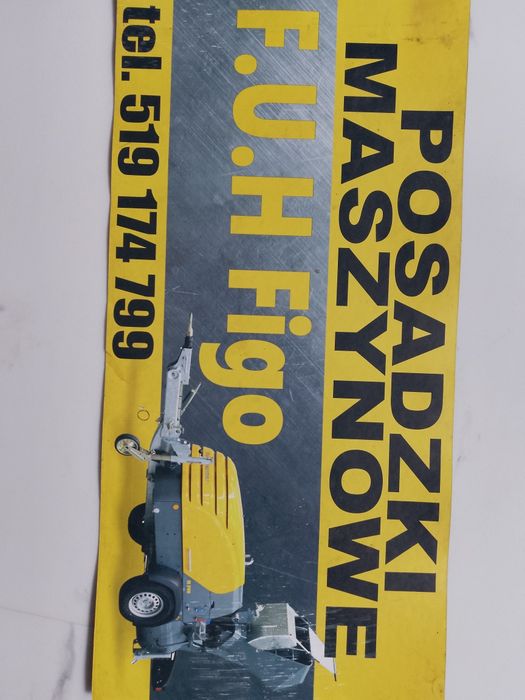 POSADZKI
MASZYNOWE
F.U.H Figo
tel. 519 174 799